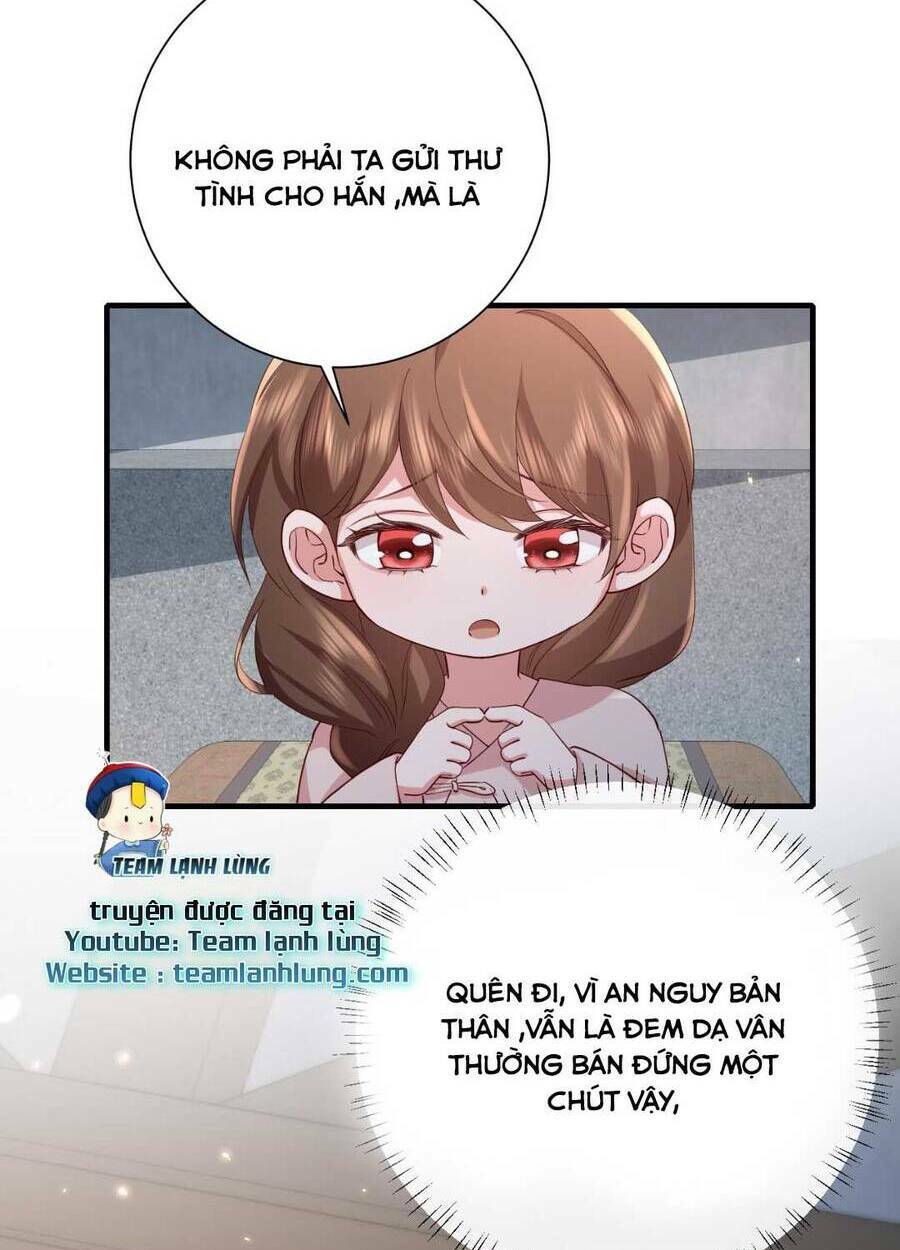 KHÔNG PHẢI TA GỬI THƯ
TÌNH CHO HẮN ,MÀ LÀ
TEAM LẠNH LÙNG
truyện được đăng tại
Youtube: Team lạnh lùng
Website : teamlanhlung.com
QUÊN ĐI, VÌ AN NGUY BẢN
THÂN ,VẪN LÀ ĐEM DẠ VÂN
THƯỜNG BÁN ĐỨNG MỘT
CHÚT VẬY,